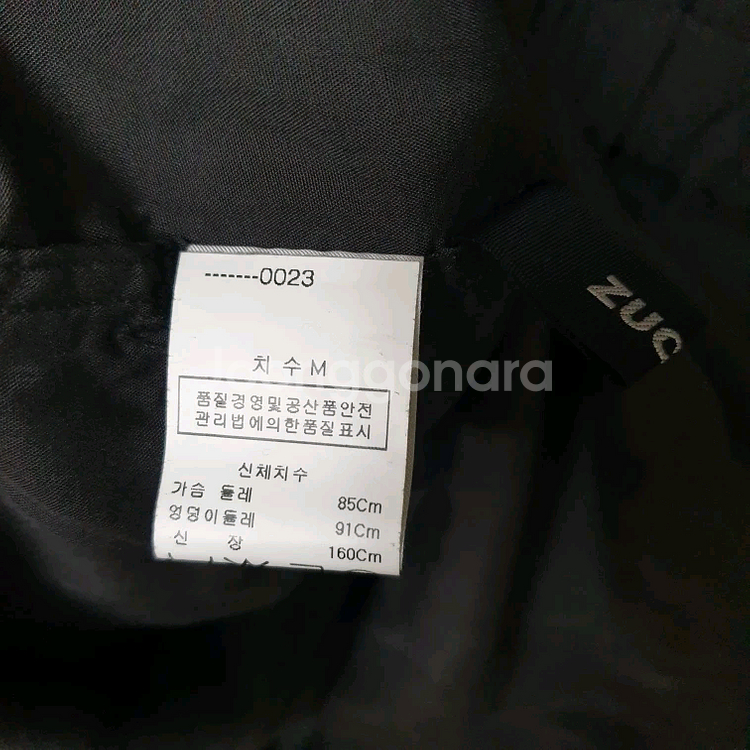 -------0023
치수 M
품질경영및공산품안전
관리법에의한품질표시
신체치수
가슴 둘레 85Cm
엉덩이둘레 91Cm
신 장 160Cm
ZUC
joonggonara